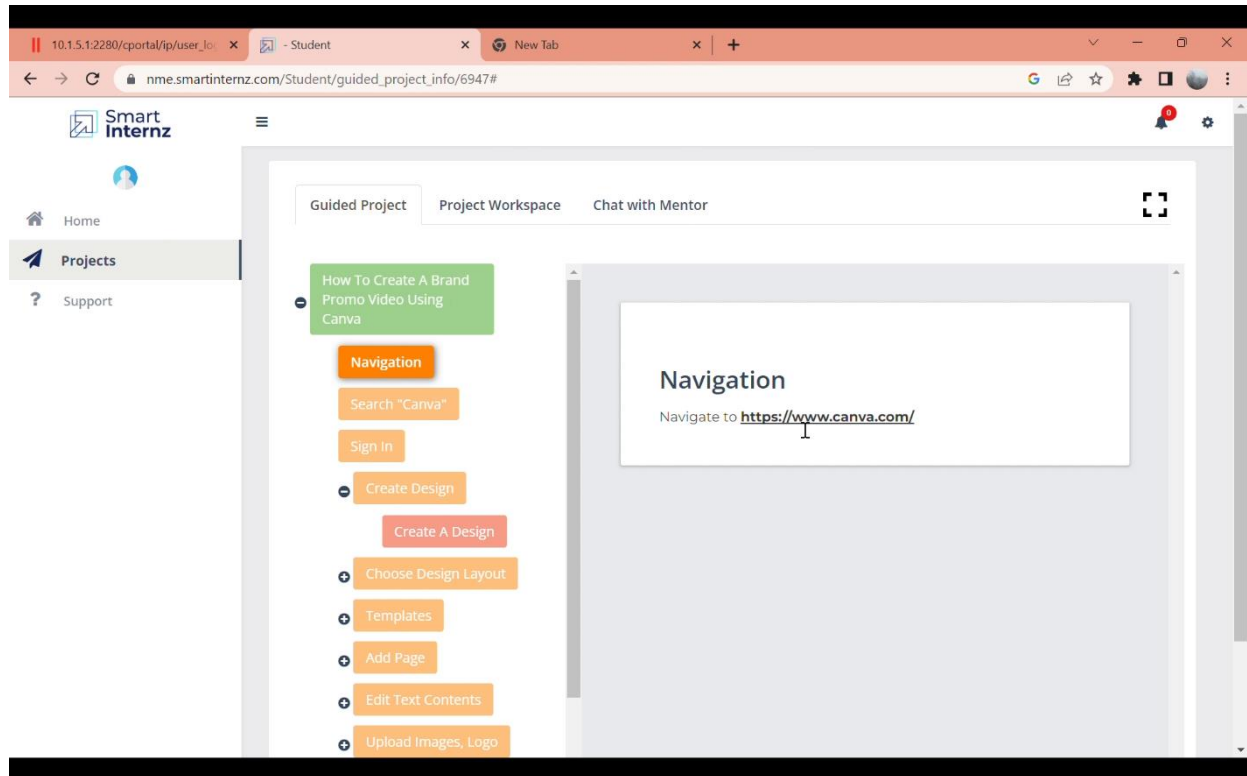 10.1.5.1:2280/cportal/ip/user_lo
- Student
New Tab
nme.smartinternz.com/Student/guided_project_info/6947#
Smart
Internz
0
Home
Projects
Support
Guided Project
Project Workspace
Chat with Mentor
How To Create A Brand
Promo Video Using
Canva
Navigation
Search "Canva"
Sign In
Create Design
Create A Design
Choose Design Layout
Templates
Add Page
Edit Text Contents
Upload Images, Logo
Navigation
Navigate to https://www.canva.com/